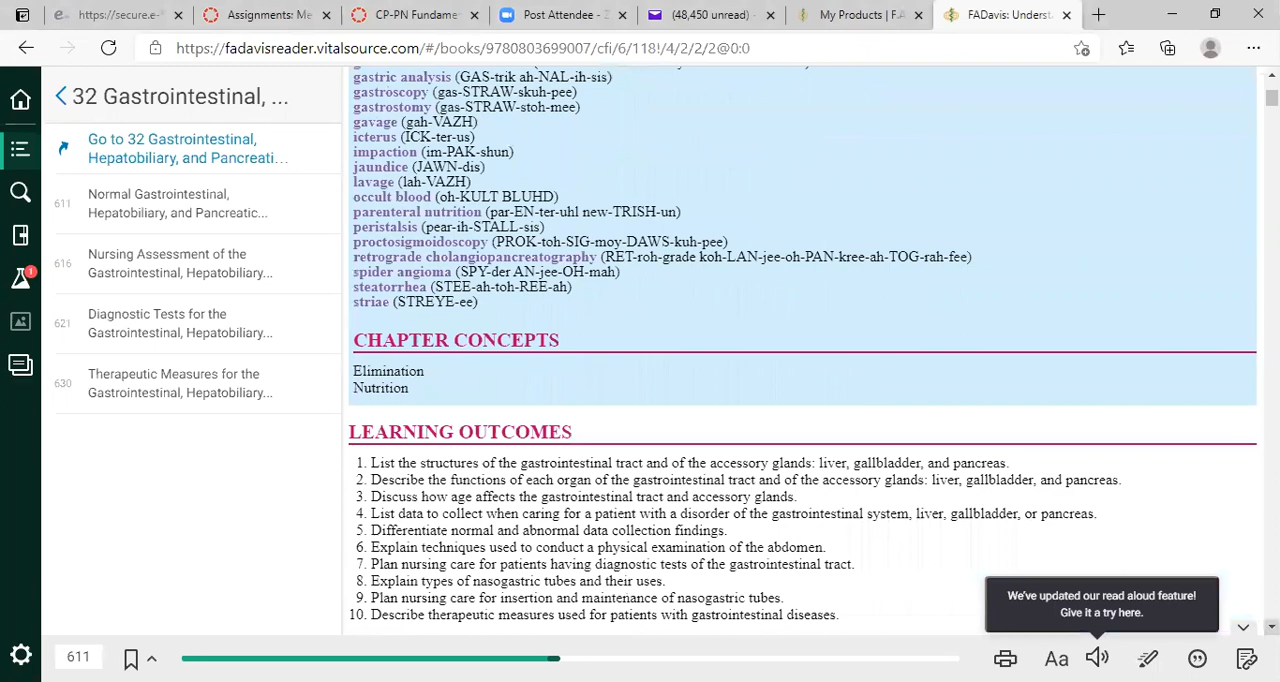 https://secure.e-
Assignments: Me
CP-PN Fundame
Post Attendee - Z
(48,450 unread) -
My Products | F.A
FADavis: Underst
https://fadavisreader.vitalsource.com/#/books/9780803699007/cfi/6/118!/4/2/2/2@0:0
32 Gastrointestinal, ...
Go to 32 Gastrointestinal,
Hepatobiliary, and Pancreati...
611
Normal Gastrointestinal,
Hepatobiliary, and Pancreatic...
616
Nursing Assessment of the
Gastrointestinal, Hepatobiliary...
621
Diagnostic Tests for the
Gastrointestinal, Hepatobiliary...
630
Therapeutic Measures for the
Gastrointestinal, Hepatobiliary...
1
gastric analysis (GAS-trik ah-NAL-ih-sis)
gastroscopy (gas-STRAW-skuh-pee)
gastrostomy (gas-STRAW-stoh-mee)
gavage (gah-VAZH)
icterus (ICK-ter-us)
impaction (im-PAK-shun)
jaundice (JAWN-dis)
lavage (lah-VAZH)
occult blood (oh-KULT BLUHD)
parenteral nutrition (par-EN-ter-uhl new-TRISH-un)
peristalsis (pear-ih-STALL-sis)
proctosigmoidoscopy (PROK-toh-SIG-moy-DAWS-kuh-pee)
retrograde cholangiopancreatography (RET-roh-grade koh-LAN-jee-oh-PAN-kree-ah-TOG-rah-fee)
spider angioma (SPY-der AN-jee-OH-mah)
steatorrhea (STEE-ah-toh-REE-ah)
striae (STREYE-ee)
CHAPTER CONCEPTS
Elimination
Nutrition
LEARNING OUTCOMES
1. List the structures of the gastrointestinal tract and of the accessory glands: liver, gallbladder, and pancreas.
2. Describe the functions of each organ of the gastrointestinal tract and of the accessory glands: liver, gallbladder, and pancreas.
3. Discuss how age affects the gastrointestinal tract and accessory glands.
4. List data to collect when caring for a patient with a disorder of the gastrointestinal system, liver, gallbladder, or pancreas.
5. Differentiate normal and abnormal data collection findings.
6. Explain techniques used to conduct a physical examination of the abdomen.
7. Plan nursing care for patients having diagnostic tests of the gastrointestinal tract.
8. Explain types of nasogastric tubes and their uses.
9. Plan nursing care for insertion and maintenance of nasogastric tubes.
10. Describe therapeutic measures used for patients with gastrointestinal diseases.
We've updated our read aloud feature!
Give it a try here.
611
Aa